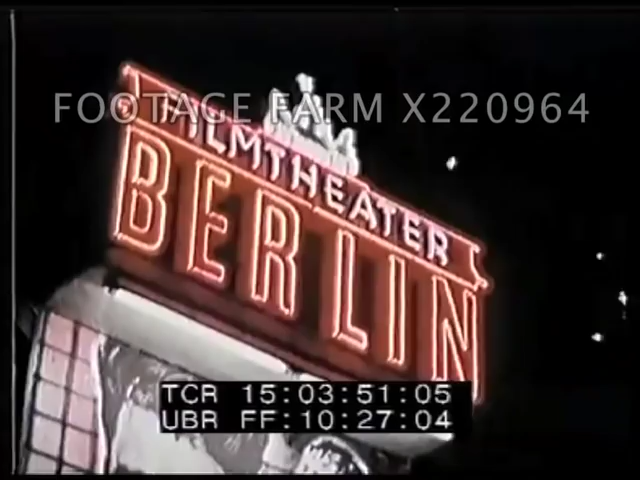 FOOTAGE FARM X220964
FILMTHEATER
BERLIN
TCR 15:03:51:05
UBR FF:10:27:04